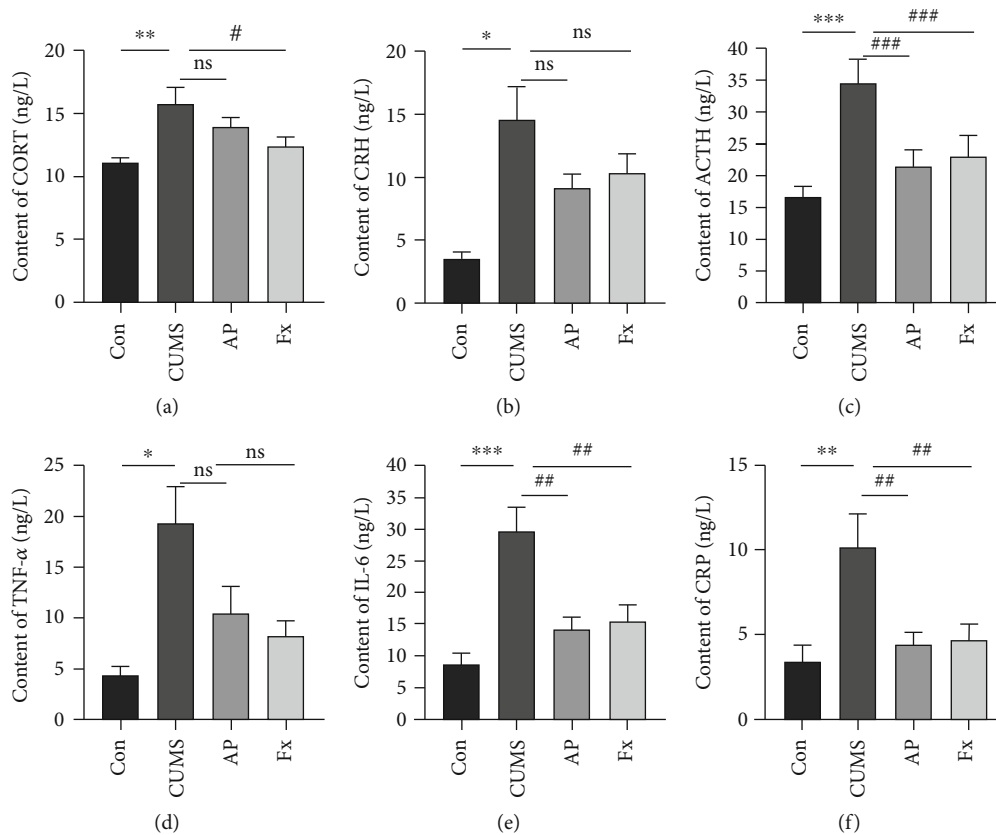 ** #
ns
Content of CORT (ng/L)
20
15
10
5
0
Con
CUMS
AP
Fx
(a)
* ns
ns
Content of CRH (ng/L)
20
15
10
5
0
Con
CUMS
AP
Fx
(b)
*** ###
###
Content of ACTH (ng/L)
40
35
30
25
20
15
10
5
0
Con
CUMS
AP
Fx
(c)
* ns
ns
Content of TNF-α (ng/L)
25
20
15
10
5
0
Con
CUMS
AP
Fx
(d)
*** ##
##
Content of IL-6 (ng/L)
40
35
30
25
20
15
10
5
0
Con
CUMS
AP
Fx
(e)
** ##
##
Content of CRP (ng/L)
15
10
5
0
Con
CUMS
AP
Fx
(f)